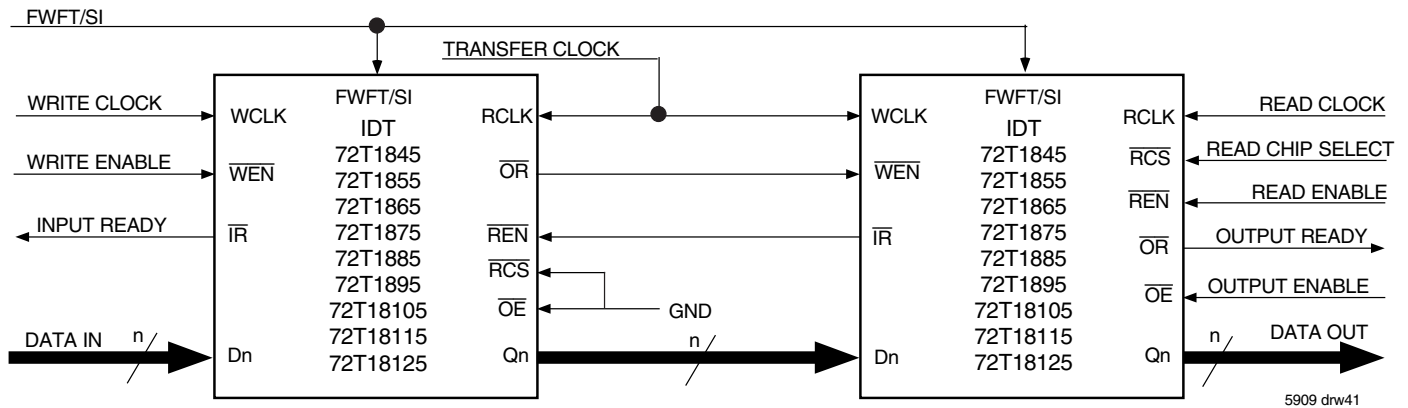 FWFT/SI
TRANSFER CLOCK
WRITE CLOCK
WRITE ENABLE
INPUT READY
DATA IN
n
FWFT/SI
IDT
72T1845
72T1855
72T1865
72T1875
72T1885
72T1895
72T18105
72T18115
72T18125
WCLK
WEN
IR
Dn
RCLK
OR
REN
RCS
OE
Qn
GND
n
FWFT/SI
IDT
72T1845
72T1855
72T1865
72T1875
72T1885
72T1895
72T18105
72T18115
72T18125
WCLK
WEN
IR
Dn
RCLK
RCS
REN
OR
OE
Qn
READ CLOCK
READ CHIP SELECT
READ ENABLE
OUTPUT READY
OUTPUT ENABLE
n
DATA OUT
5909 drw41